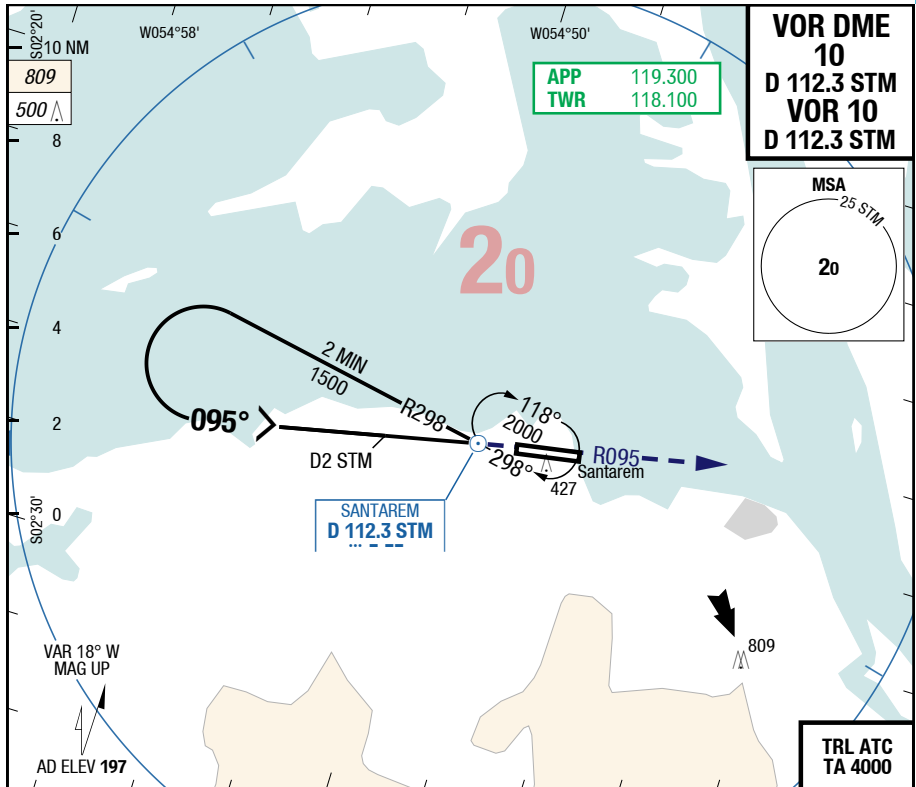 S02°20'
10 NM
W054°58'
W054°50'
809
500
APP 119.300
TWR 118.100
VOR DME
10
D 112.3 STM
VOR 10
D 112.3 STM
MSA
25 STM
20
8
6
4
2
0
S02°30'
20
2 MIN
1500
R298
095°
D2 STM
118°
2000
298°
R095
Santarem
427
SANTAREM
D 112.3 STM
809
VAR 18° W
MAG UP
AD ELEV 197
TRL ATC
TA 4000